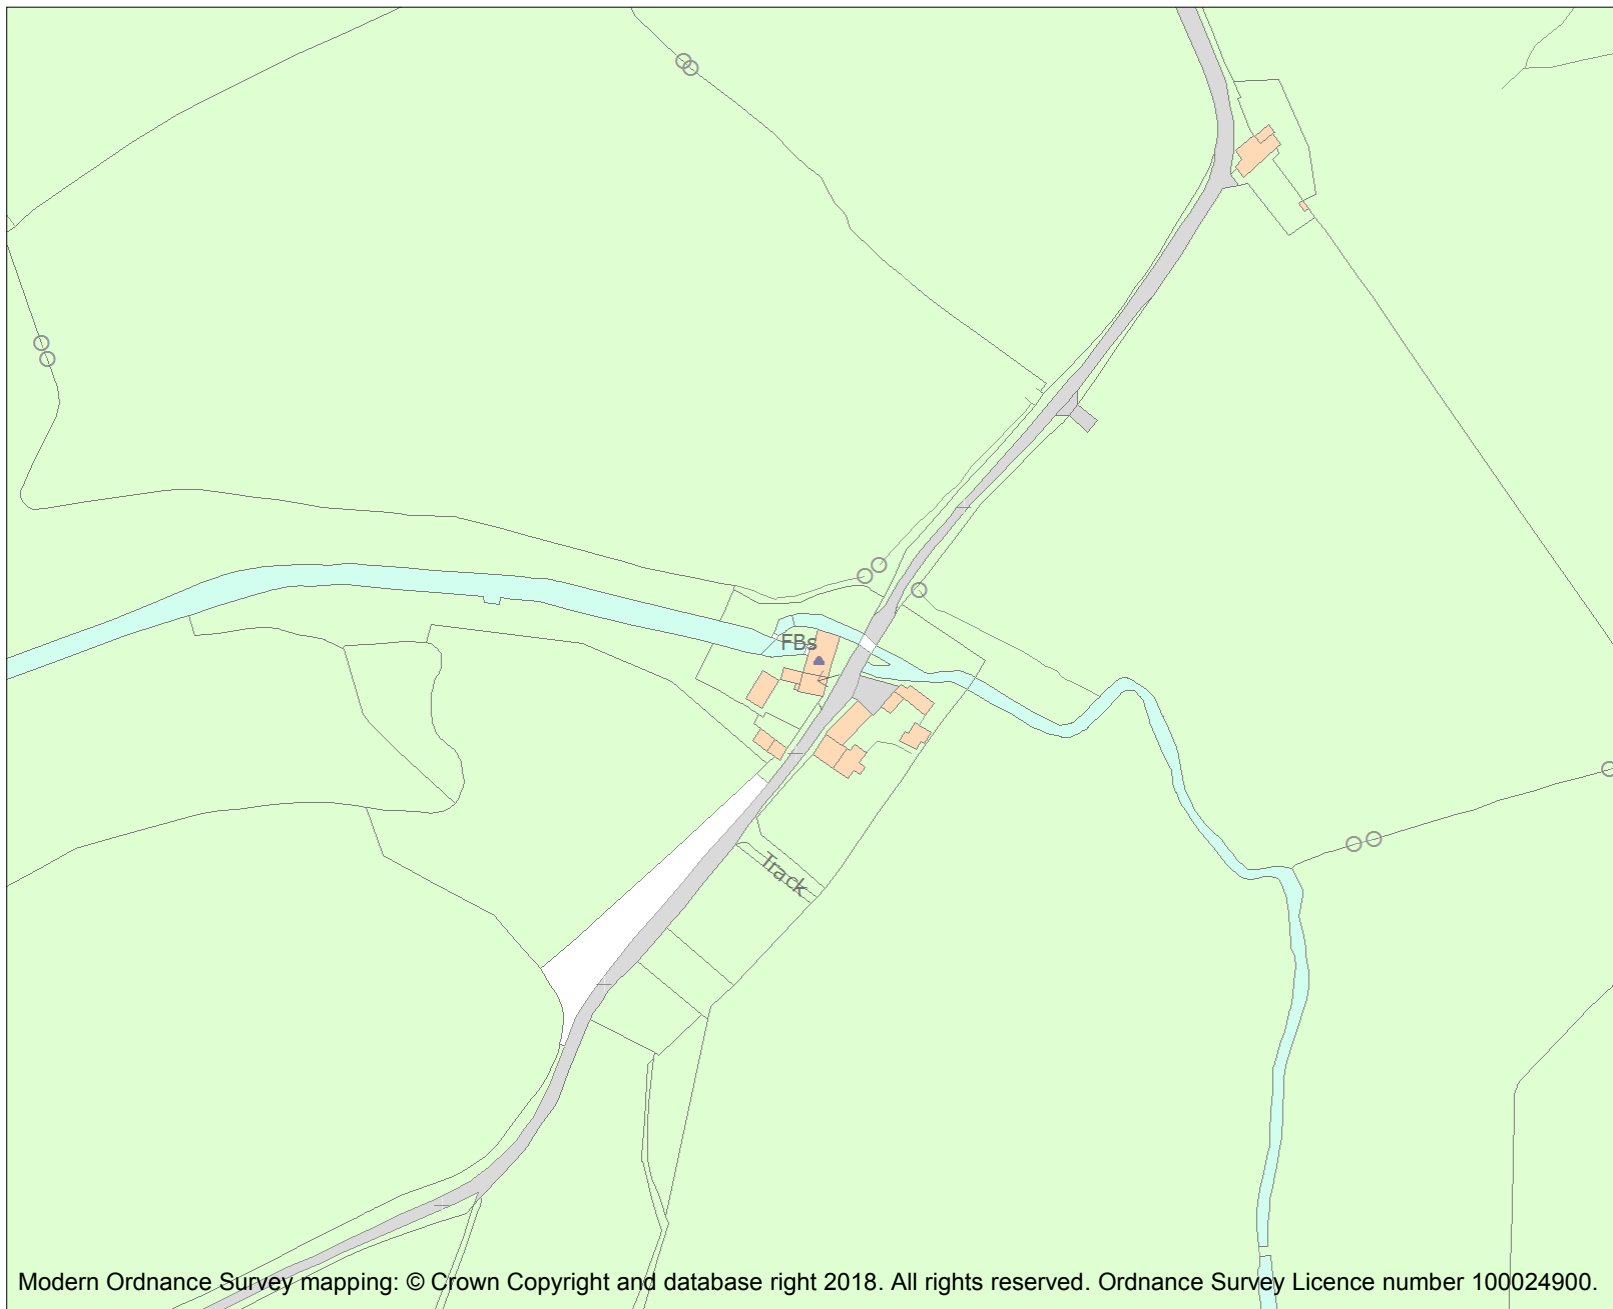 FBs
Track
Modern Ordnance Survey mapping: © Crown Copyright and database right 2018. All rights reserved. Ordnance Survey Licence number 100024900.